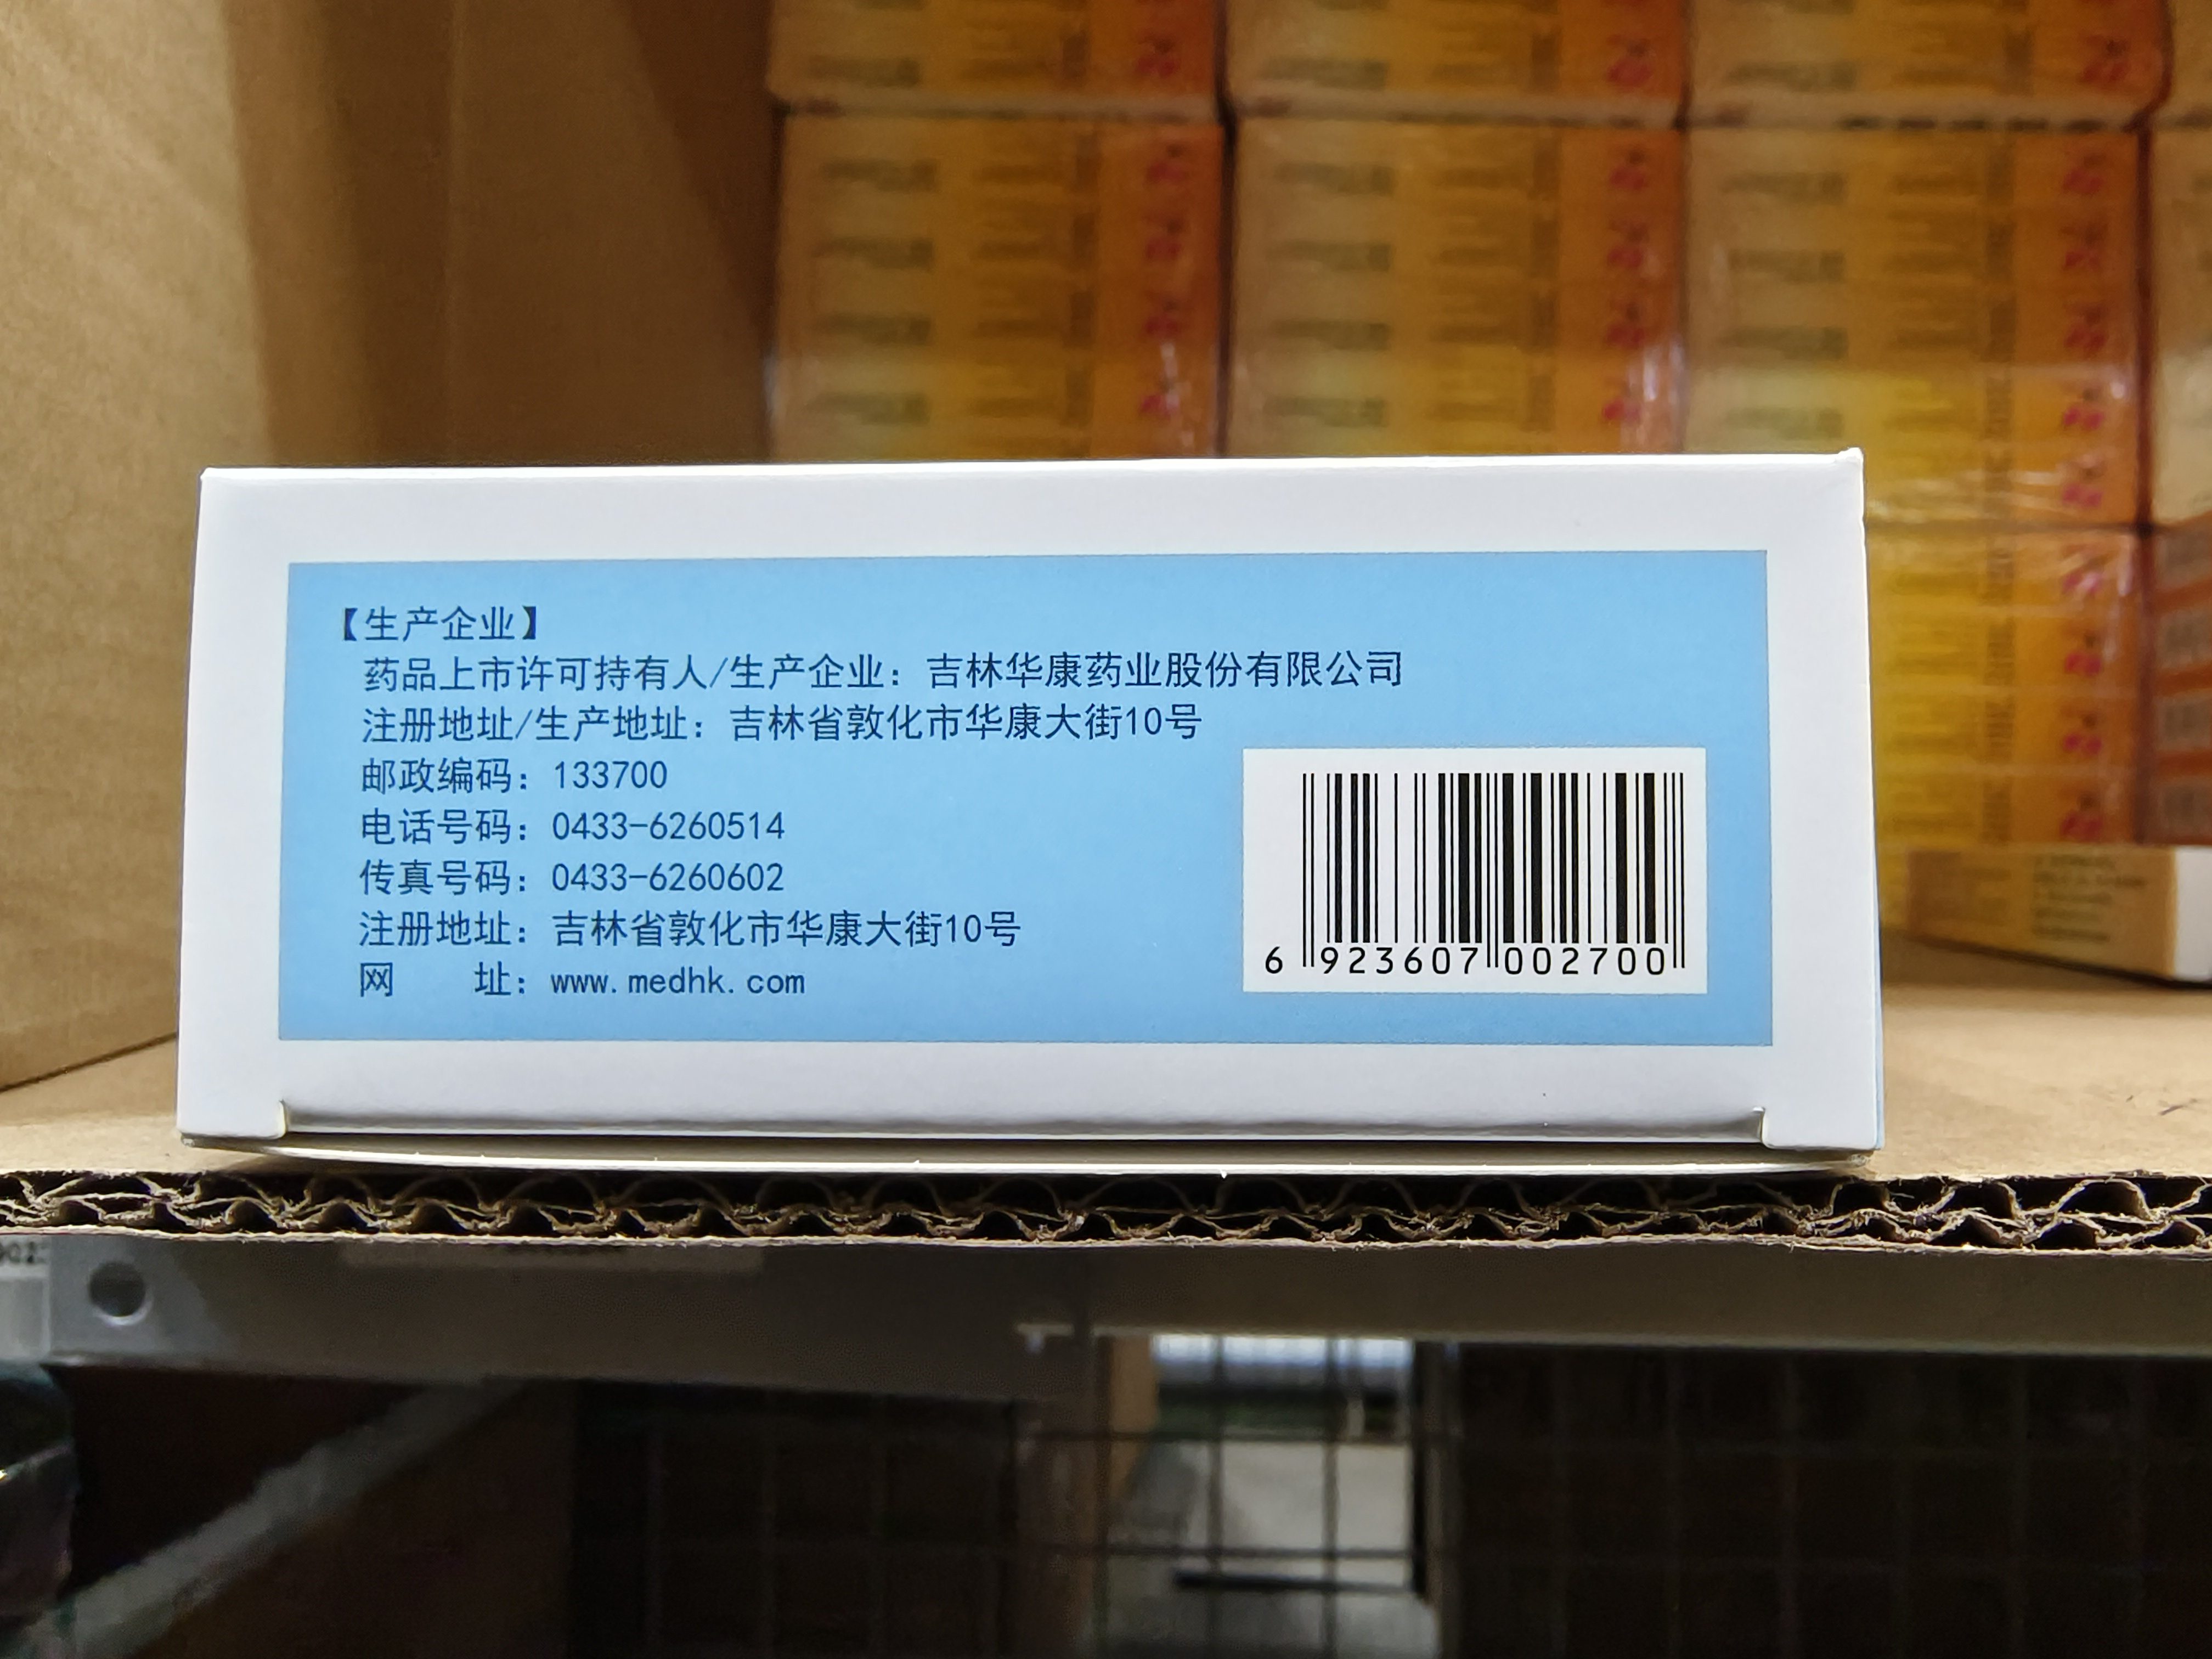 【生产企业】
药品上市许可持有人/生产企业：吉林华康药业股份有限公司
注册地址/生产地址：吉林省敦化市华康大街10号
邮政编码：133700
电话号码：0433-6260514
传真号码：0433-6260602
注册地址：吉林省敦化市华康大街10号
网　　址：www.medhk.com
6 923607 002700